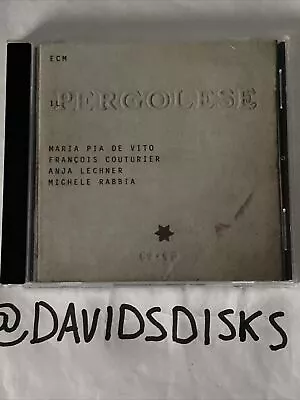 ECM
IL PERGOLESE
MARIA PIA DE VITO
FRANÇOIS COUTURIER
ANJA LECHNER
MICHELE RABBIA
@DAVIDSDISKS